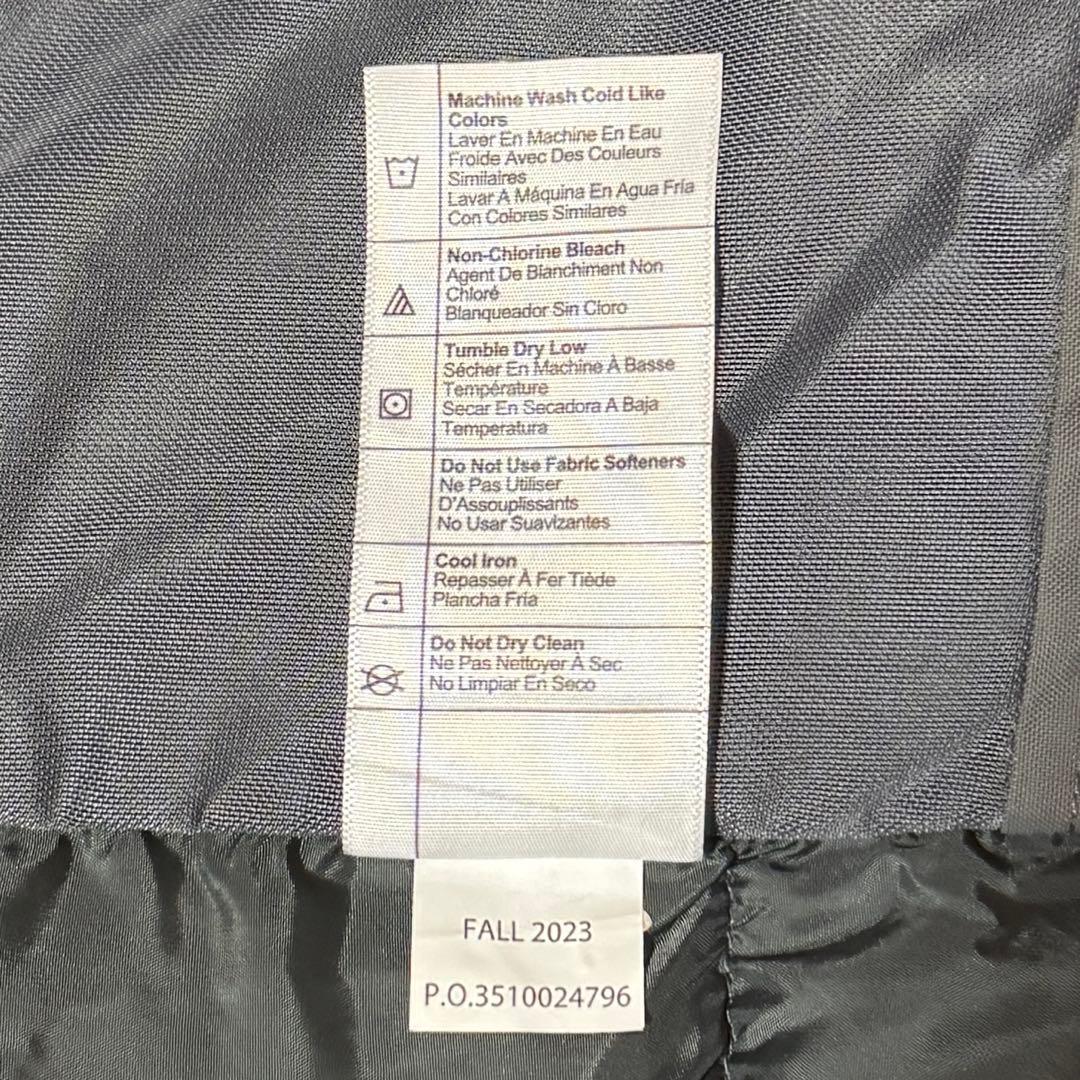 Machine Wash Cold Like
Colors
Laver En Machine En Eau
Froide Avec Des Couleurs
Similaires
Lavar A Máquina En Agua Fría
Con Colores Similares
Non-Chlorine Bleach
Agent De Blanchiment Non
Chloré
Blanqueador Sin Cloro
Tumble Dry Low
Sécher En Machine À Basse
Température
Secar En Secadora A Baja
Temperatura
Do Not Use Fabric Softeners
Ne Pas Utiliser
D'Assouplissants
No Usar Suavizantes
Cool Iron
Repasser À Fer Tiède
Plancha Fría
Do Not Dry Clean
Ne Pas Nettoyer À Sec
No Limpiar En Seco
FALL 2023
P.O.3510024796